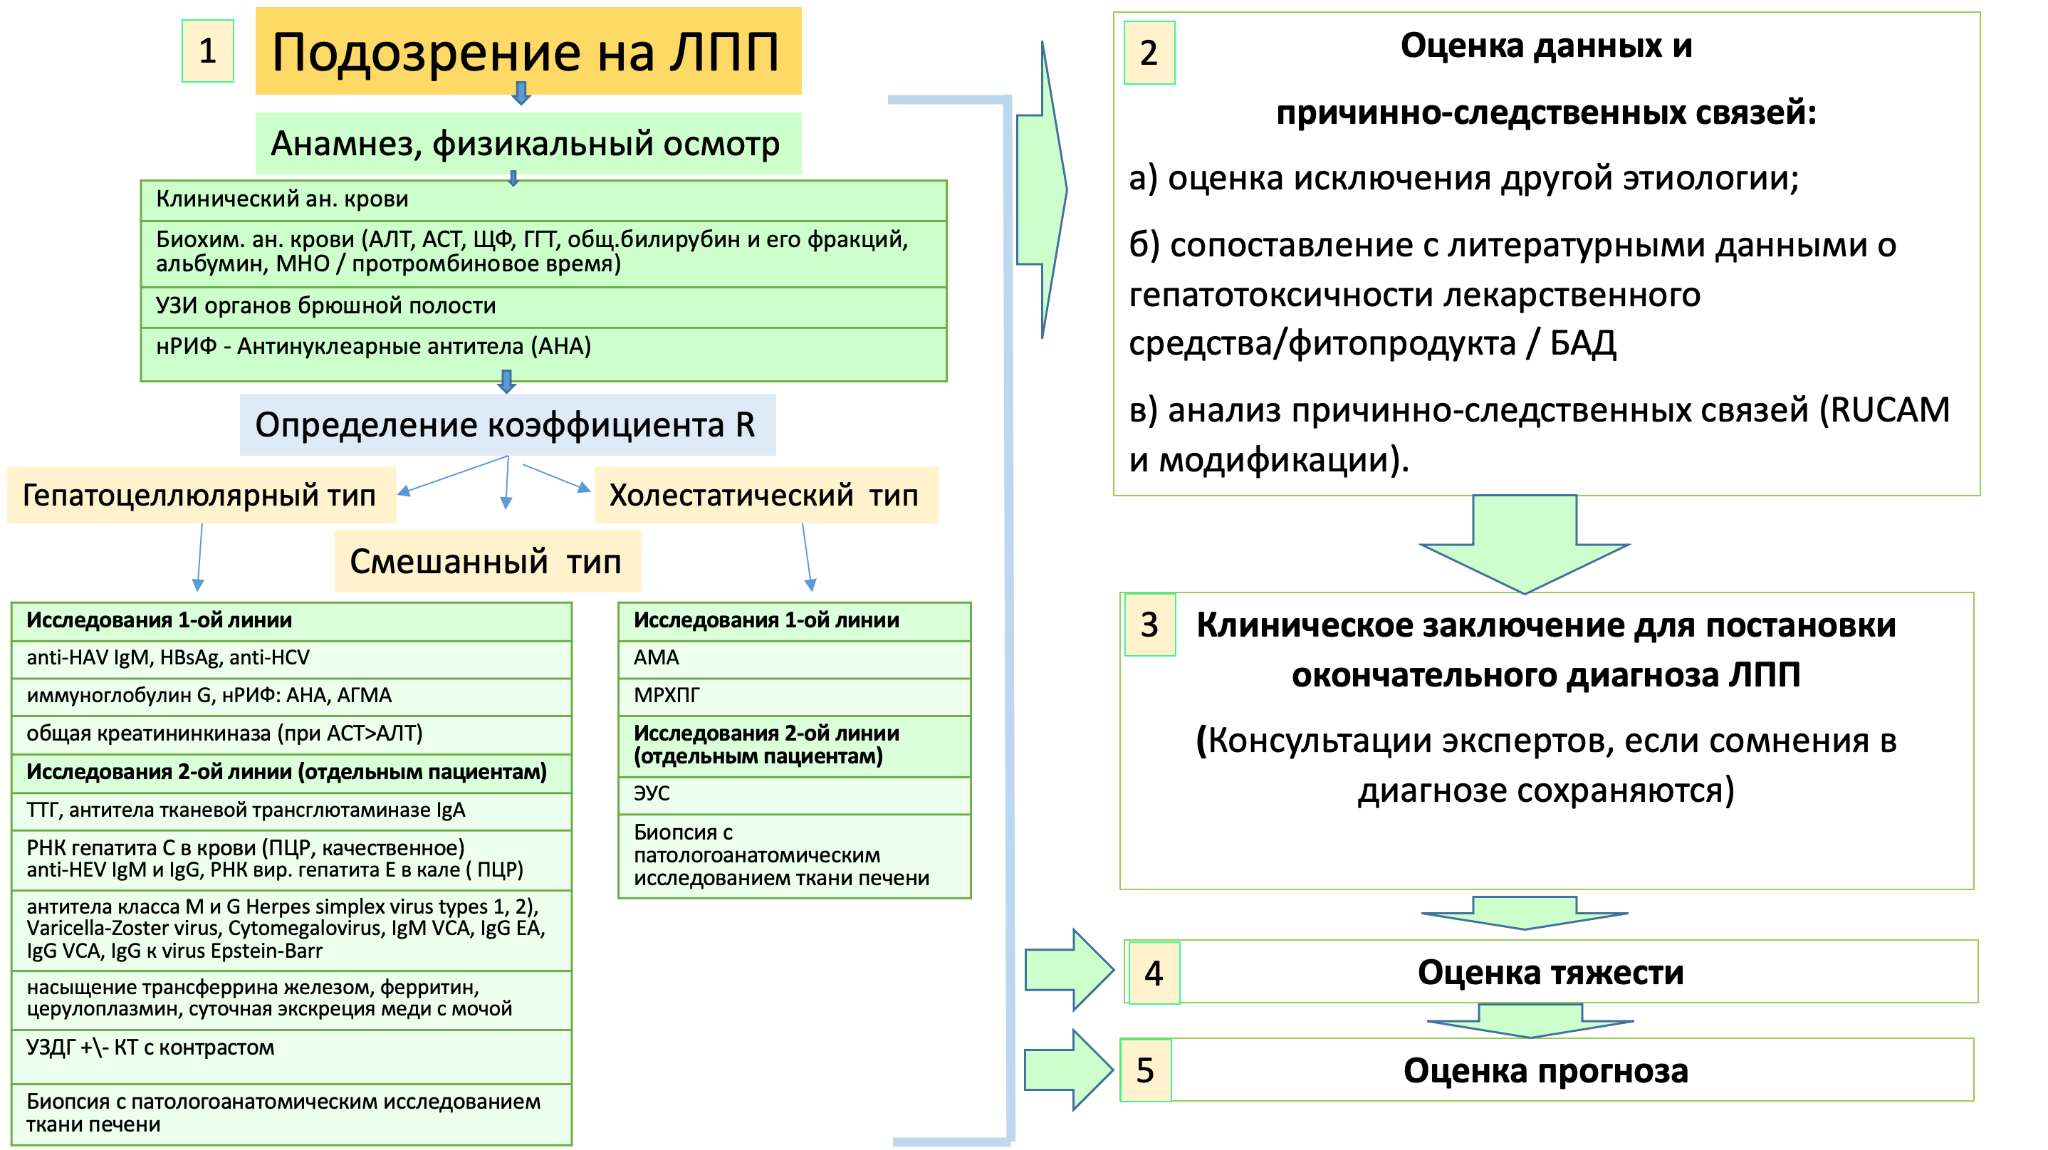 1
Подозрение на ЛПП
Анамнез, физикальный осмотр
Клинический ан. крови
Биохим. ан. крови (АЛТ, АСТ, ЩФ, ГГТ, общ.билирубин и его фракций,
альбумин, МНО / протромбиновое время)
УЗИ органов брюшной полости
нРИФ - Антинуклеарные антитела (АНА)
Определение коэффициента R
Гепатоцеллюлярный тип
Холестатический тип
Смешанный тип
Исследования 1-ой линии
anti-HAV IgM, HBsAg, anti-HCV
иммуноглобулин G, нРИФ: АНА, АГМА
общая креатининкиназа (при АСТ>АЛТ)
Исследования 2-ой линии (отдельным пациентам)
ТТГ, антитела тканевой трансглютаминазе IgA
РНК гепатита С в крови (ПЦР, качественное)
anti-HEV IgM и IgG, РНК вир. гепатита Е в кале ( ПЦР)
антитела класса M и G Herpes simplex virus types 1, 2),
Varicella-Zoster virus, Cytomegalovirus, IgM VCA, IgG EA,
IgG VCA, IgG к virus Epstein-Barr
насыщение трансферрина железом, ферритин,
церулоплазмин, суточная экскреция меди с мочой
УЗДГ +\- КТ с контрастом
Биопсия с патологоанатомическим исследованием
ткани печени
Исследования 1-ой линии
АМА
МРХПГ
Исследования 2-ой линии
(отдельным пациентам)
ЭУС
Биопсия с
патологоанатомическим
исследованием ткани печени
2
Оценка данных и
причинно-следственных связей:
а) оценка исключения другой этиологии;
б) сопоставление с литературными данными о
гепатотоксичности лекарственного
средства/фитопродукта / БАД
в) анализ причинно-следственных связей (RUCAM
и модификации).
3
Клиническое заключение для постановки
окончательного диагноза ЛПП
(Консультации экспертов, если сомнения в
диагнозе сохраняются)
4
Оценка тяжести
5
Оценка прогноза